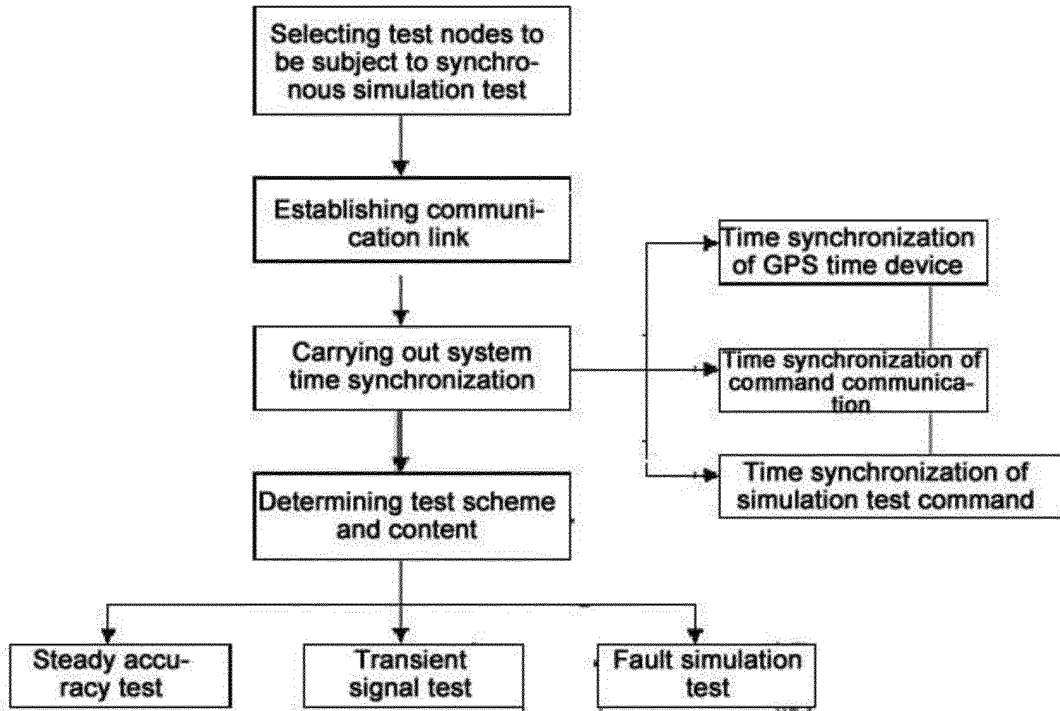 Selecting test nodes to
be subject to synchro-
nous simulation test
Establishing communi-
cation link
Carrying out system
time synchronization
Time synchronization
of GPS time device
Time synchronization of
command communica-
tion
Time synchronization of
simulation test command
Determining test scheme
and content
Steady accu-
racy test
Transient
signal test
Fault simulation
test